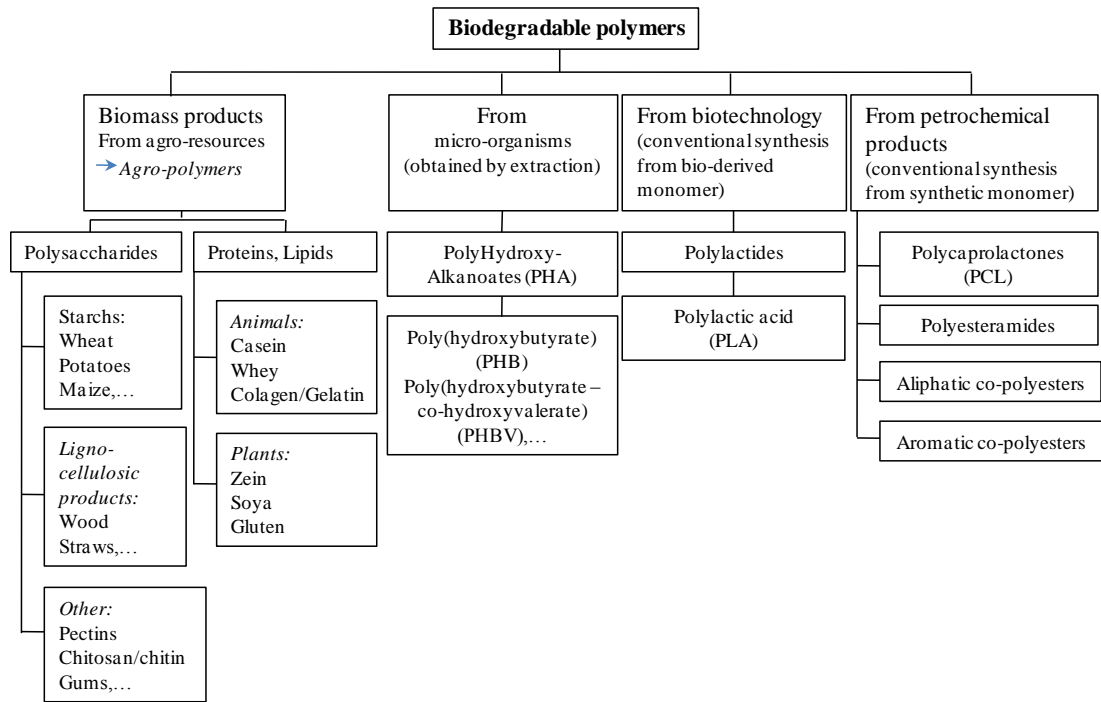 Biodegradable polymers
Biomass products
From agro-resources
→ Agro-polymers
From
micro-organisms
(obtained by extraction)
From biotechnology
(conventional synthesis
from bio-derived
monomer)
From petrochemical
products
(conventional synthesis
from synthetic monomer)
Polysaccharides
Proteins, Lipids
PolyHydroxy-
Alkanoates (PHA)
Polylactides
Polycaprolactones
(PCL)
Starchs:
Wheat
Potatoes
Maize,…
Animals:
Casein
Whey
Colagen/Gelatin
Poly(hydroxybutyrate)
(PHB)
Poly(hydroxybutyrate –
co-hydroxyvalerate)
(PHBV),…
Polylactic acid
(PLA)
Polyesteramides
Aliphatic co-polyesters
Aromatic co-polyesters
Ligno-
cellulosic
products:
Wood
Straws,…
Plants:
Zein
Soya
Gluten
Other:
Pectins
Chitosan/chitin
Gums,…